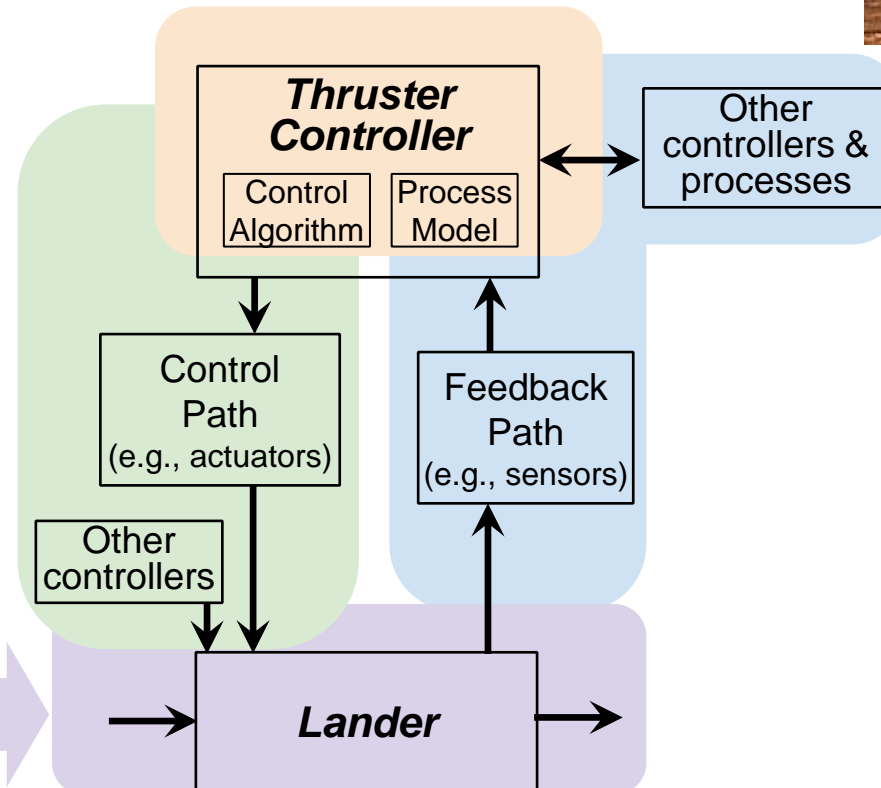 Thruster
Controller
Control
Algorithm
Process
Model
Other
controllers &
processes
Control
Path
(e.g., actuators)
Feedback
Path
(e.g., sensors)
Other
controllers
Lander